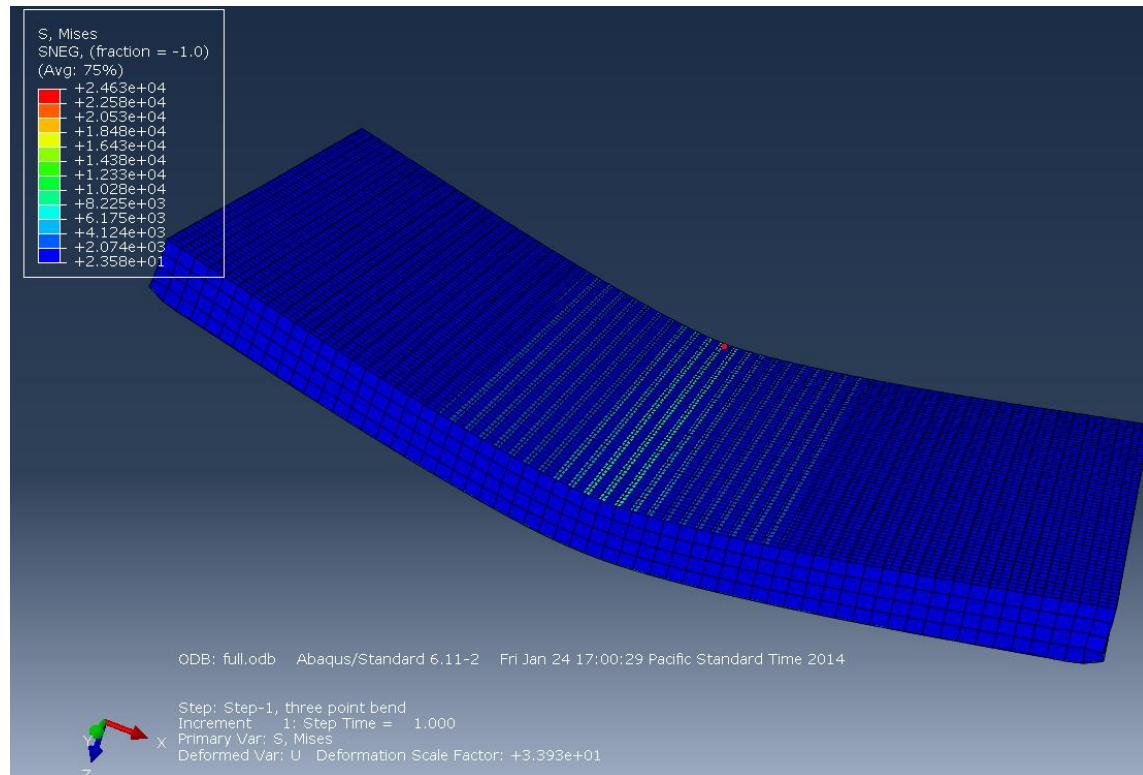 S, Mises
SNEG, (fraction = -1.0)
(Avg: 75%)
+2.463e+04
+2.258e+04
+2.053e+04
+1.848e+04
+1.643e+04
+1.438e+04
+1.233e+04
+1.028e+04
+8.225e+03
+6.175e+03
+4.124e+03
+2.074e+03
+2.358e+01
ODB: full.odb Abaqus/Standard 6.11-2 Fri Jan 24 17:00:29 Pacific Standard Time 2014
Step: Step-1, three point bend
Increment 1: Step Time = 1.000
Primary Var: S, Mises
Deformed Var: U Deformation Scale Factor: +3.393e+01
Y
X
Z